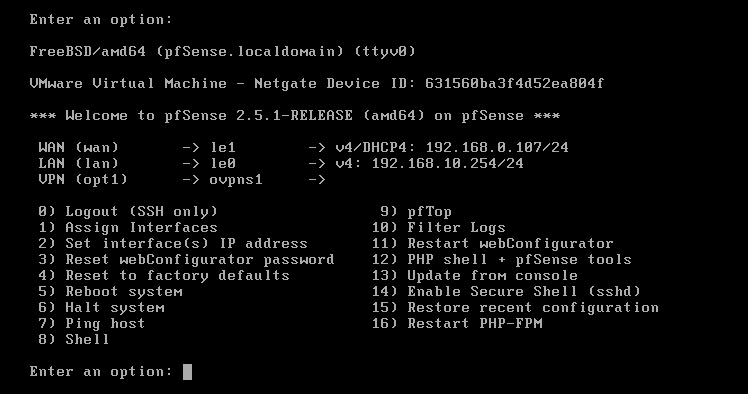 Enter an option:
FreeBSD/amd64 (pfSense.localdomain) (ttyv0)
VMware Virtual Machine - Netgate Device ID: 631560ba3f4d52ea804f
*** Welcome to pfSense 2.5.1-RELEASE (amd64) on pfSense ***
WAN (wan) -> le1 -> v4/DHCP4: 192.168.0.107/24
LAN (lan) -> le0 -> v4: 192.168.10.254/24
VPN (opt1) -> ovpns1 ->
0) Logout (SSH only) 9) pfTop
1) Assign Interfaces 10) Filter Logs
2) Set interface(s) IP address 11) Restart webConfigurator
3) Reset webConfigurator password 12) PHP shell + pfSense tools
4) Reset to factory defaults 13) Update from console
5) Reboot system 14) Enable Secure Shell (sshd)
6) Halt system 15) Restore recent configuration
7) Ping host 16) Restart PHP-FPM
8) Shell
Enter an option: